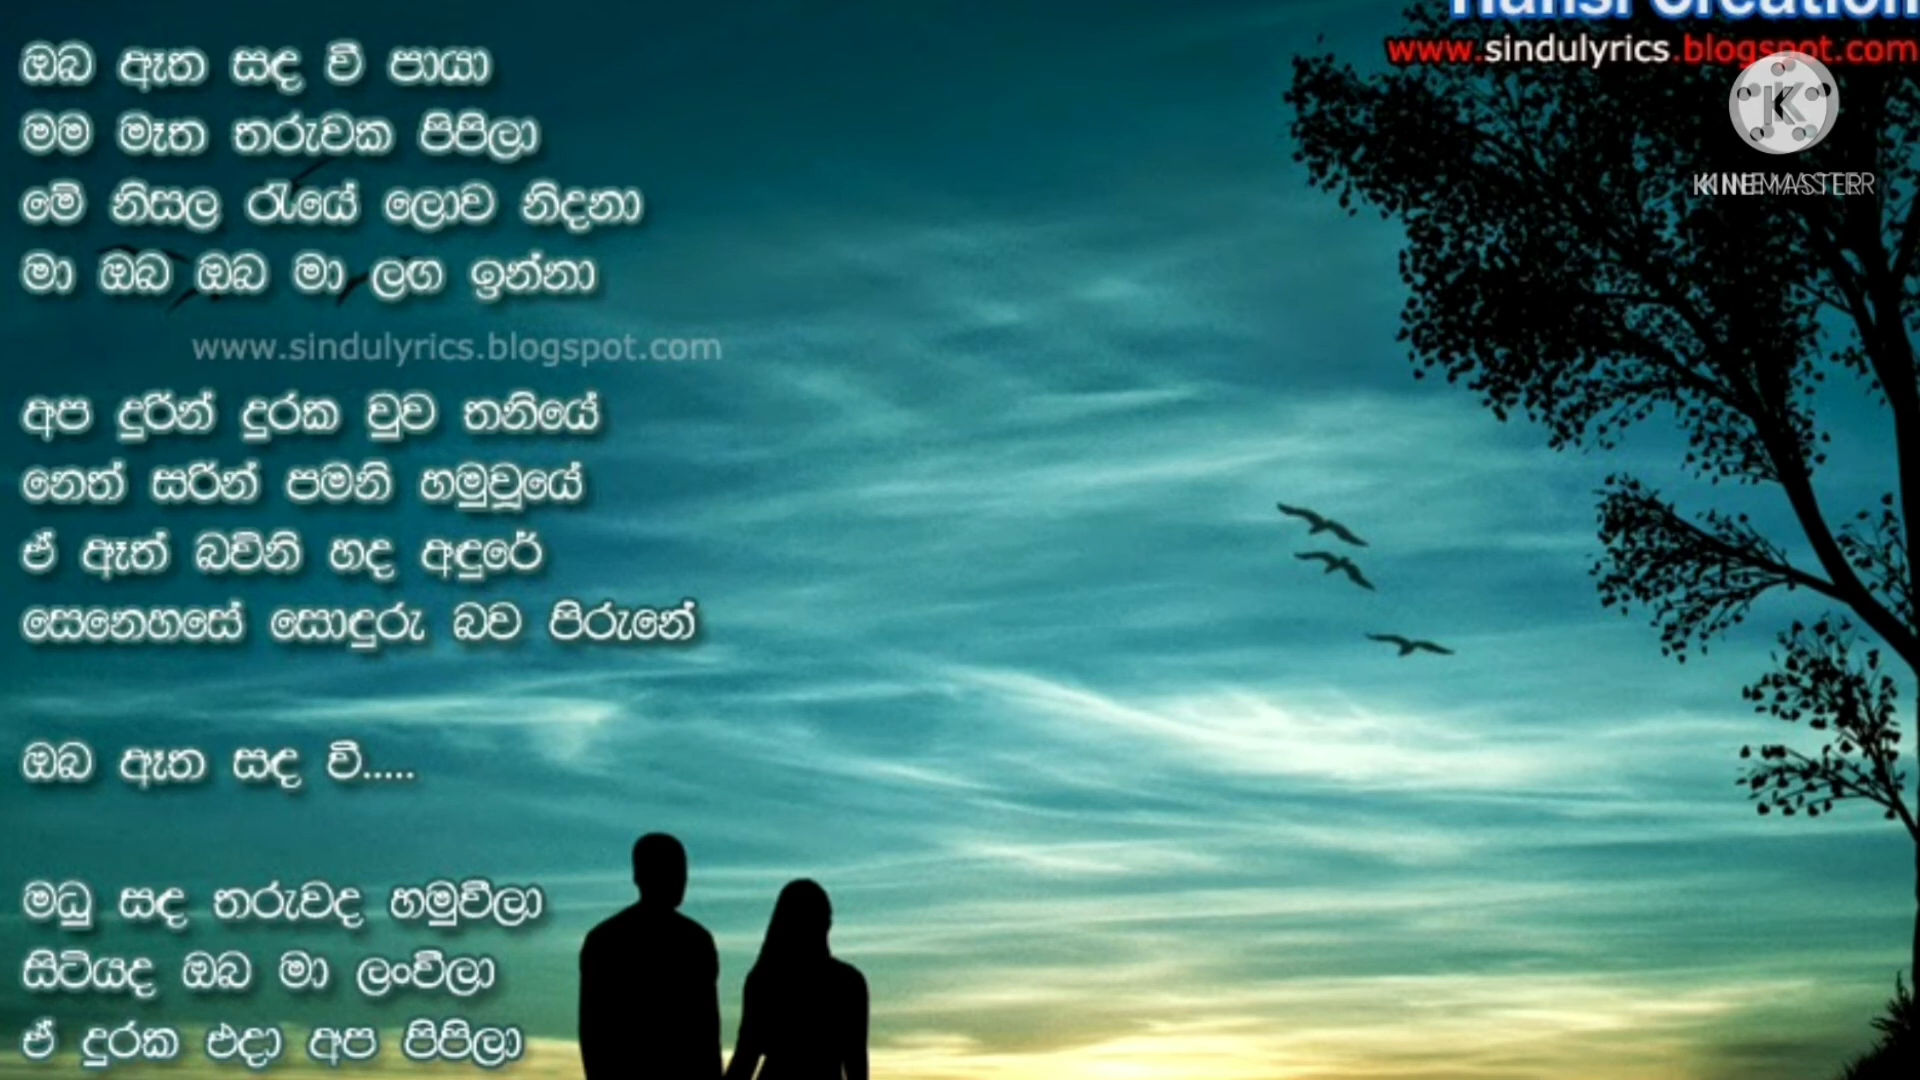 www.sindulyrics.blogspot.com
KINEMASTER
ඔබ ඈත සඳ වී පායා
මම මෑත තරුවක පිපිලා
මේ නිසල රැයේ ලොව නිදනා
මා ඔබ ඔබ මා ලඟ ඉන්නා
www.sindulyrics.blogspot.com
අප දුරින් දුරක වුව තනියේ
නෙත් සරින් පමනි හමුවූයේ
ඒ ඈත් බවිනි හද අඳුරේ
සෙනෙහසේ සොඳුරු බව පිරුනේ
ඔබ ඈත සඳ වී.....
මධු සඳ තරුවද හමුවීලා
සිටියද ඔබ මා ලංවීලා
ඒ දුරක එදා අප පිපිලා